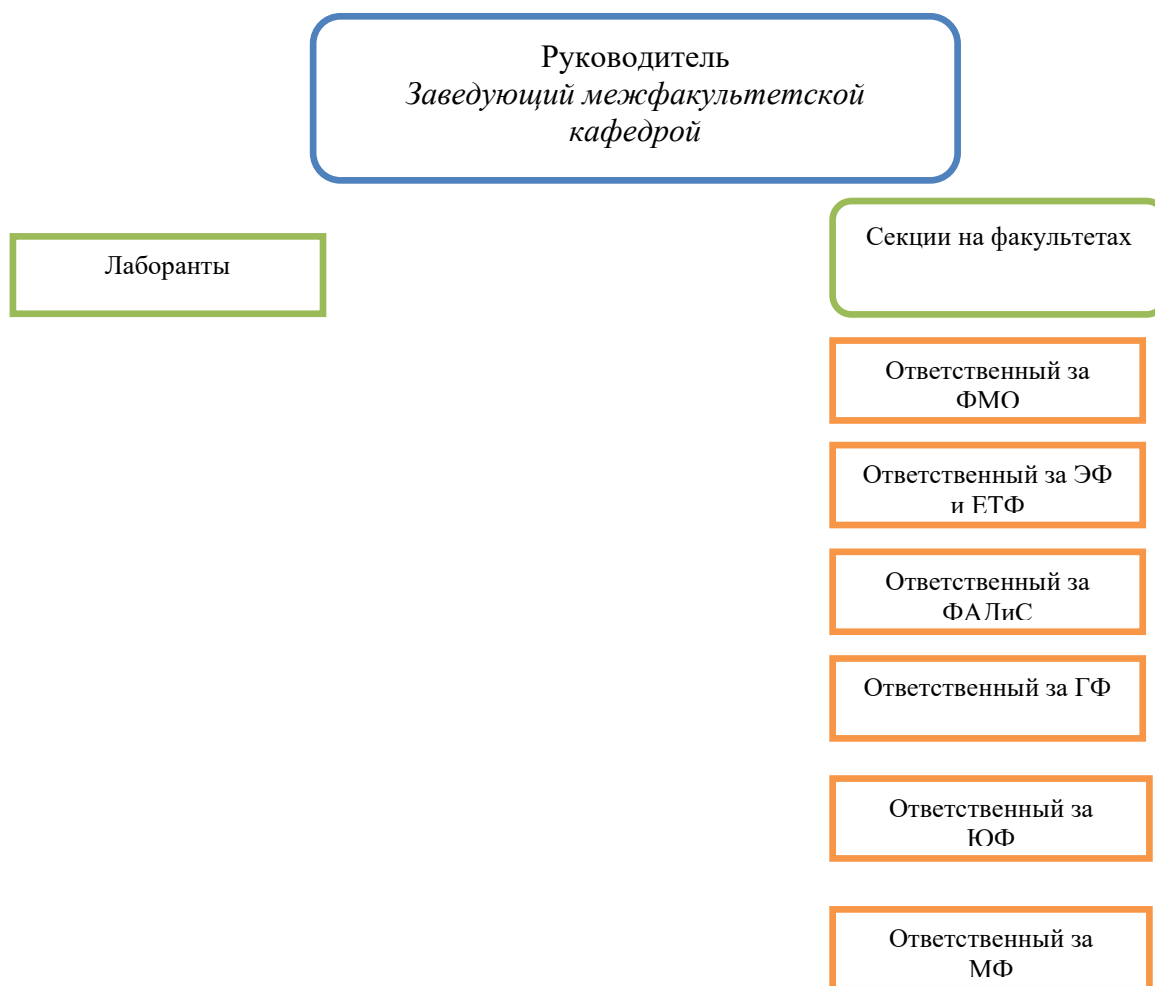 Руководитель
Заведующий межфакультетской
кафедрой
Лаборанты
Секции на факультетах
Ответственный за
ФМО
Ответственный за ЭФ
и ЕТФ
Ответственный за
ФАДиС
Ответственный за ГФ
Ответственный за
ЮФ
Ответственный за
МФ